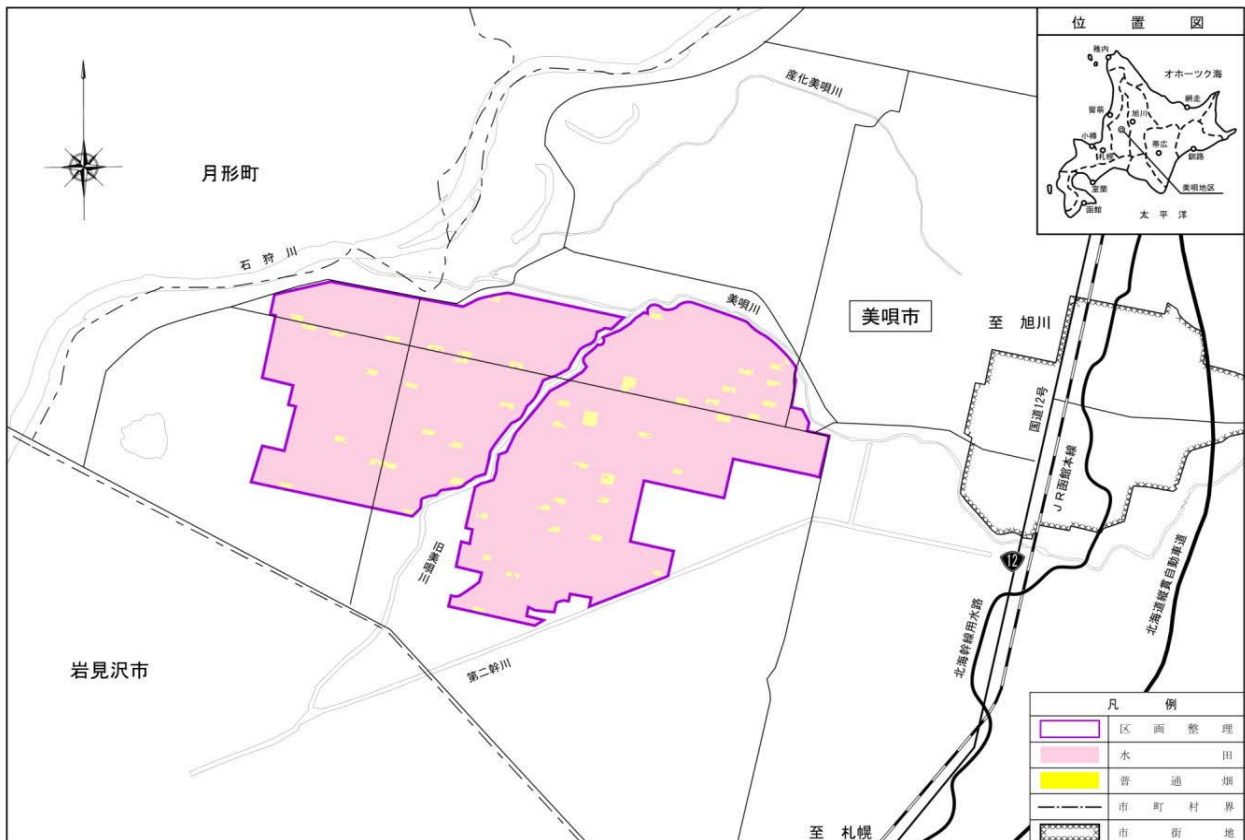 位置図
稚内
オホーツク海
網走
留萌
旭川
小樽
札幌
帯広
釧路
室蘭
美唄地区
函館
太平洋
産化美唄川
月形町
石狩川
美唄川
美唄市
至 旭川
国道12号
JR函館本線
旧美唄川
12
北海幹線用水路
北海道縦貫自動車道
岩見沢市
第二幹川
至 札幌
凡例
区画整理
水田
普通畑
市町村界
市街地